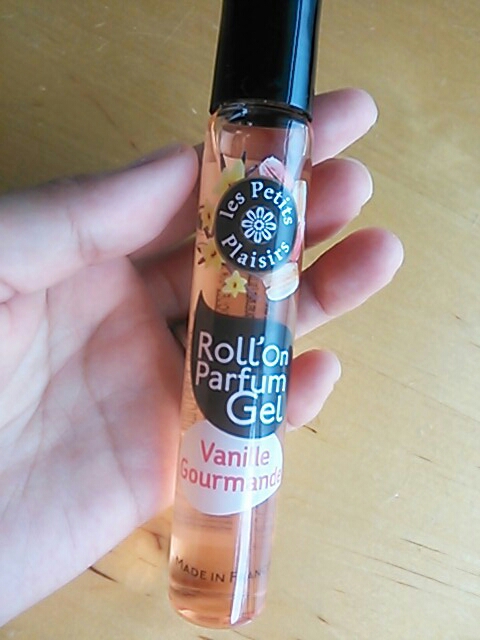 les Petits
Plaisirs
Roll'On
Parfum
Gel
Vanille
Gourmande
MADE IN FRANCE